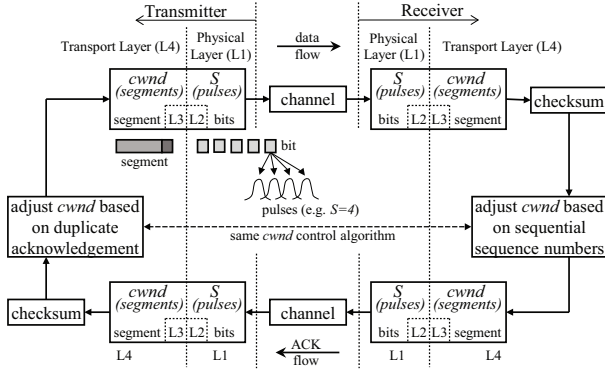 Transmitter
Receiver
Transport Layer (L4)
Physical Layer (L1)
data flow
Physical Layer (L1)
Transport Layer (L4)
cwnd (segments)
S (pulses)
segment L3 L2 bits
channel
S (pulses)
cwnd (segments)
bits L2 L3 segment
checksum
segment
bit
pulses (e.g. S=4)
adjust cwnd based
on duplicate
acknowledgement
same cwnd control algorithm
adjust cwnd based
on sequential
sequence numbers
checksum
cwnd (segments)
S (pulses)
segment L3 L2 bits
channel
S (pulses)
cwnd (segments)
bits L2 L3 segment
L4
L1
ACK flow
L1
L4